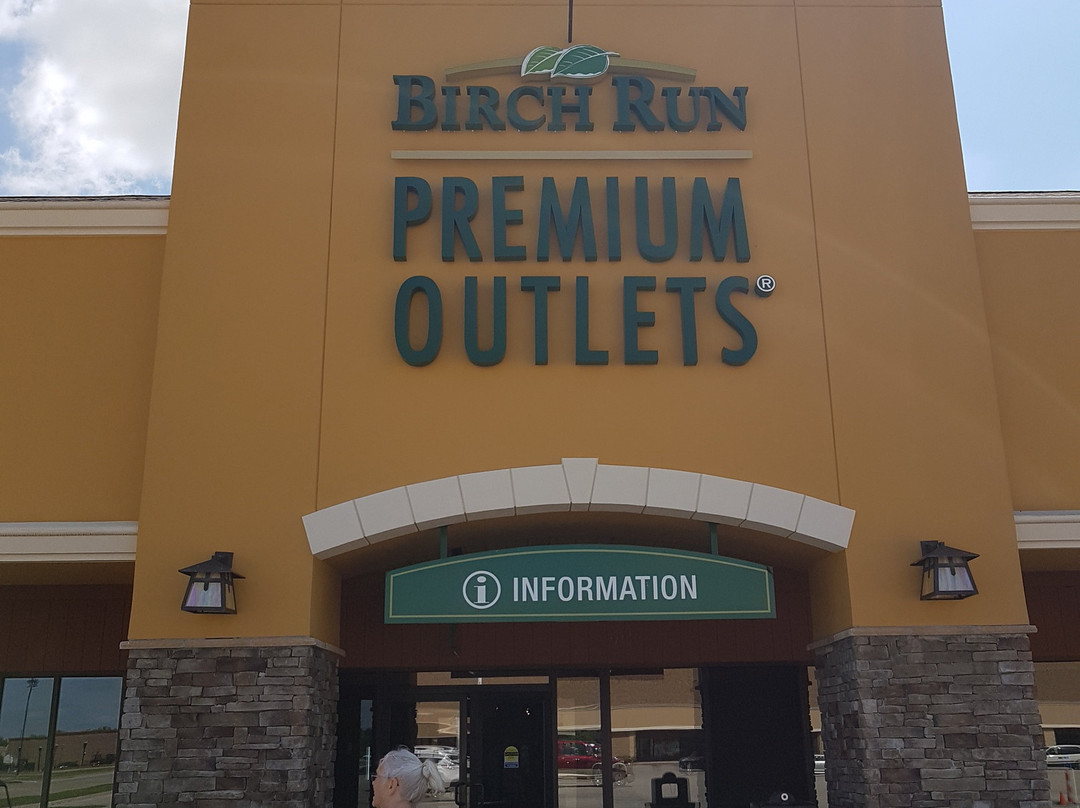 BIRCH RUN
PREMIUM
OUTLETS®
i INFORMATION